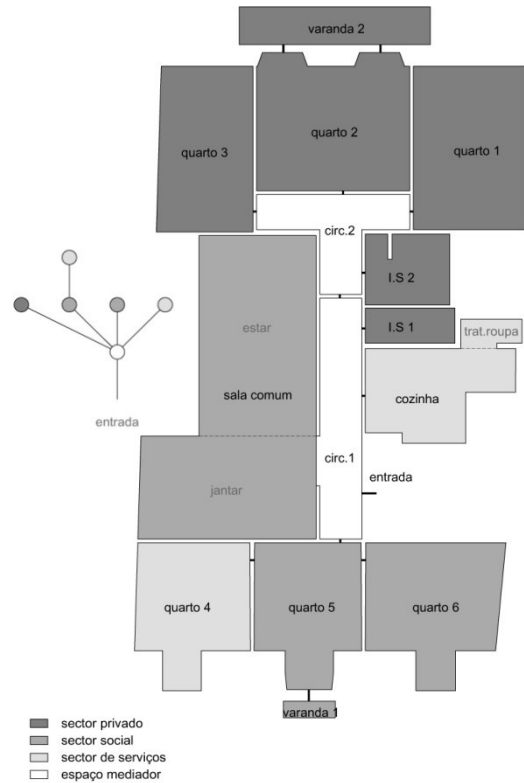 varanda 2
quarto 3
quarto 2
quarto 1
circ.2
I.S 2
estar
I.S 1
trat.roupa
sala comum
cozinha
entrada
circ.1
entrada
jantar
quarto 4
quarto 5
quarto 6
varanda 1
sector privado
sector social
sector de serviços
espaço mediador